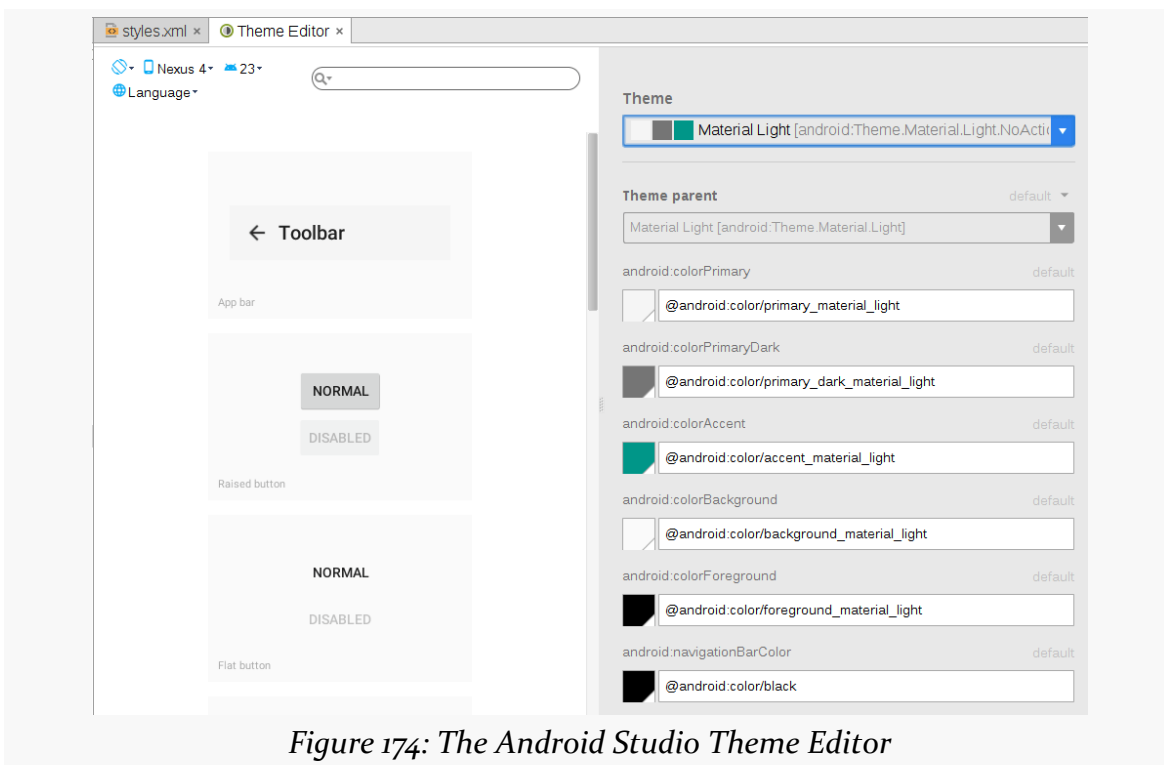 styles.xml × Theme Editor ×
Nexus 4 23
Language
Toolbar
App bar
NORMAL
DISABLED
Raised button
NORMAL
DISABLED
Flat button
Theme
Material Light [android:Theme.Material.Light.NoActio
Theme parent default
Material Light [android:Theme.Material.Light]
android:colorPrimary default
@android:color/primary_material_light
android:colorPrimaryDark default
@android:color/primary_dark_material_light
android:colorAccent default
@android:color/accent_material_light
android:colorBackground default
@android:color/background_material_light
android:colorForeground default
@android:color/foreground_material_light
android:navigationBarColor default
@android:color/black
Figure 174: The Android Studio Theme Editor